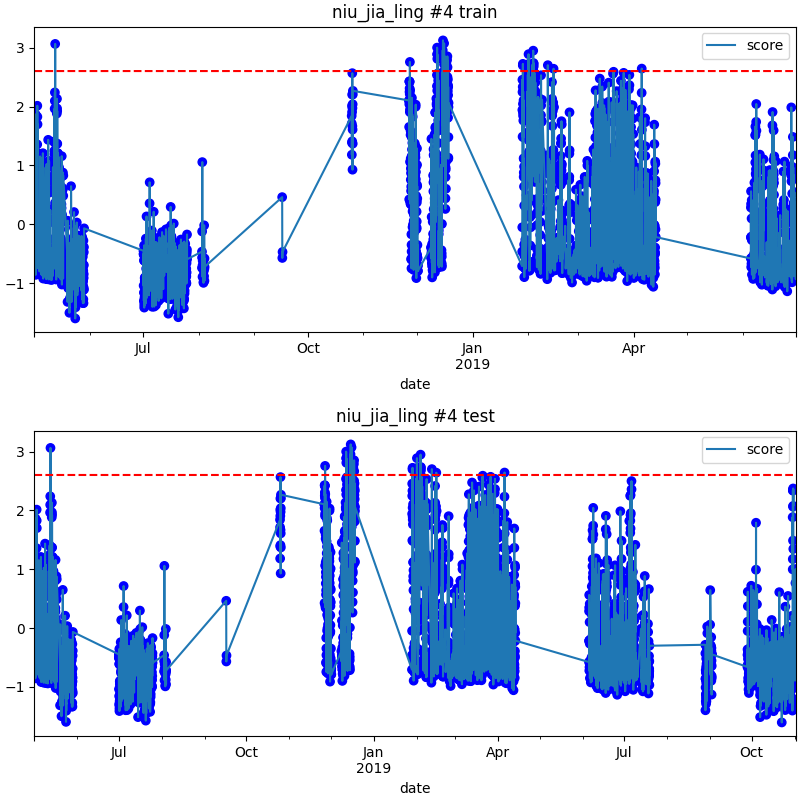 niu_jia_ling #4 train
score
3
2
1
0
−1
Jul
Oct
Jan
2019
Apr
date
niu_jia_ling #4 test
score
3
2
1
0
−1
Jul
Oct
Jan
2019
Apr
Jul
Oct
date